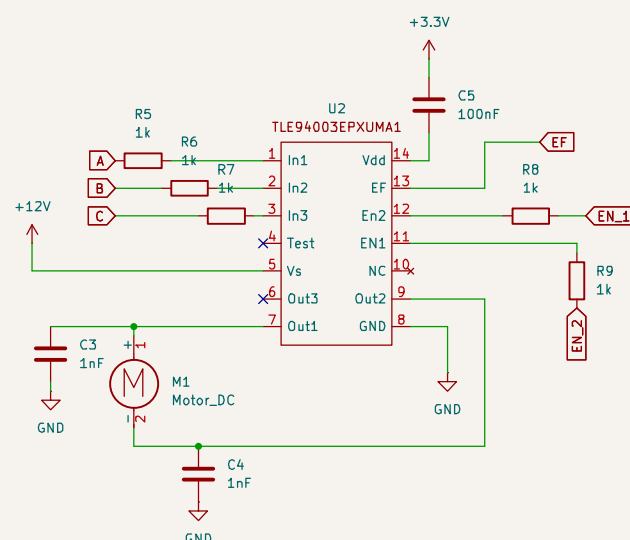 +3.3V
C5
100nF
U2
TLE94003EPXUMA1
R5
1k
R6
1k
R7
1k
A
B
C
+12V
1 In1
2 In2
3 In3
4 Test
5 Vs
6 Out3
7 Out1
Vdd 14
EF 13
En2 12
EN1 11
NC 10
Out2 9
GND 8
EF
R8
1k
EN_1
R9
1k
EN_2
C3
1nF
GND
+ 1
M
- 2
M1
Motor_DC
GND
C4
1nF
GND